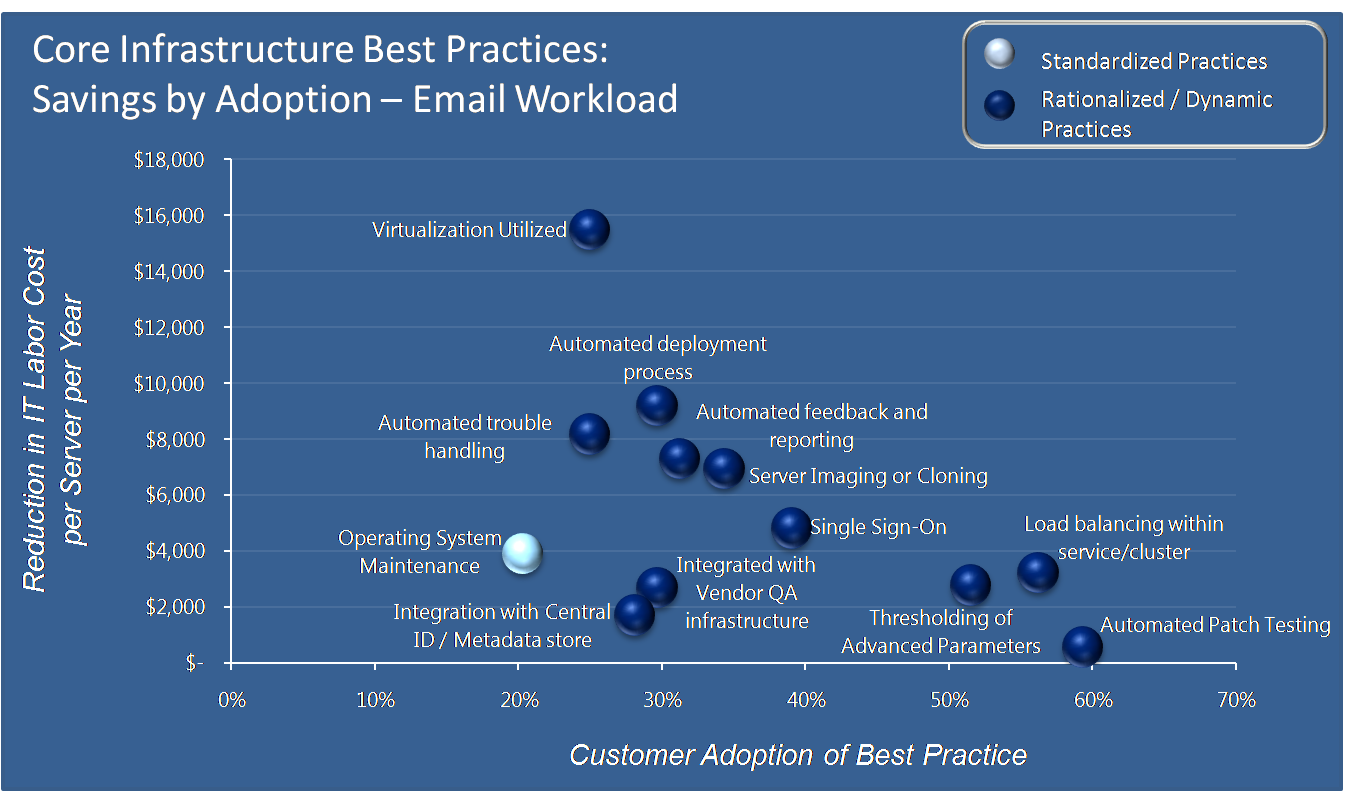 Core Infrastructure Best Practices:
Savings by Adoption – Email Workload
Standardized Practices
Rationalized / Dynamic
Practices
Reduction in IT Labor Cost
per Server per Year
$18,000
$16,000
$14,000
$12,000
$10,000
$8,000
$6,000
$4,000
$2,000
$-
Virtualization Utilized
Automated deployment
process
Automated trouble
handling
Automated feedback and
reporting
Server Imaging or Cloning
Single Sign-On
Load balancing within
service/cluster
Operating System
Maintenance
Integrated with
Vendor QA
infrastructure
Integration with Central
ID / Metadata store
Thresholding of
Advanced Parameters
Automated Patch Testing
0%
10%
20%
30%
40%
50%
60%
70%
Customer Adoption of Best Practice